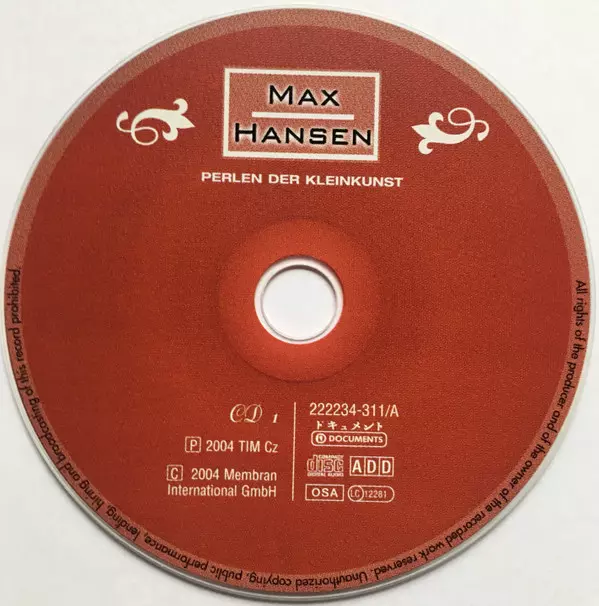 MAX
HANSEN
PERLEN DER KLEINKUNST
CD 1
P 2004 TIM Cz
C 2004 Membran
International GmbH
222234-311/A
ドキュメント
DOCUMENTS
COMPACT
disc
DIGITAL AUDIO
ADD
OSA
LC 12281
All rights of the producer and of the owner of the recorded work reserved. Unauthorized copying, public performance, lending, hiring and broadcasting of this record prohibited.